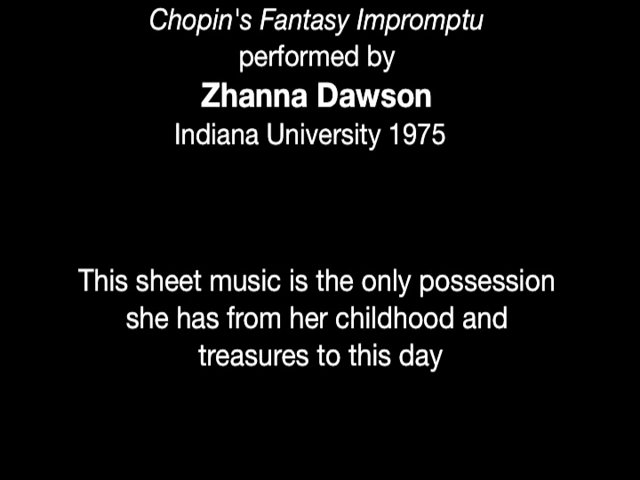 Chopin's Fantasy Impromptu
performed by
Zhanna Dawson
Indiana University 1975
This sheet music is the only possession
she has from her childhood and
treasures to this day